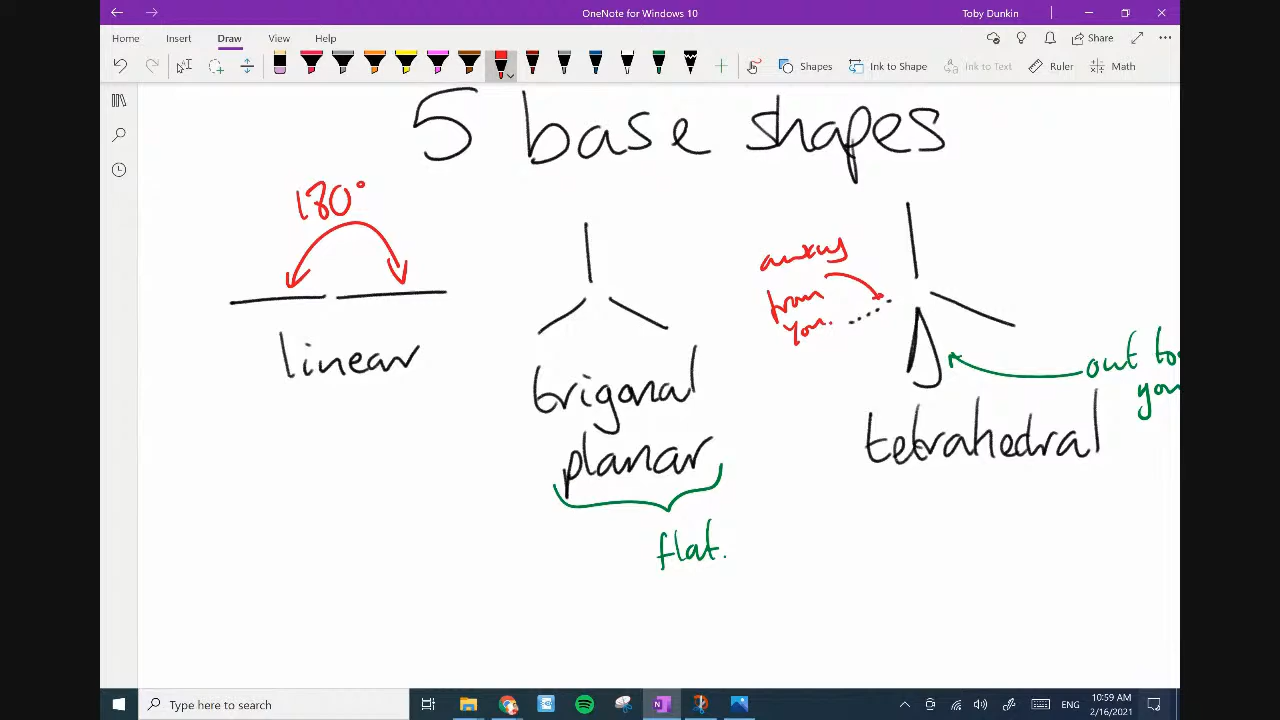 OneNote for Windows 10
Toby Dunkin
Home Insert Draw View Help
Share
Shapes
Ink to Shape
Ink to Text
Ruler
Math
5 base shapes
180°
linear
trigonal
planar
flat.
away
from
you.
out to
you
tetrahedral
Type here to search
ENG
10:59 AM
2/16/2021